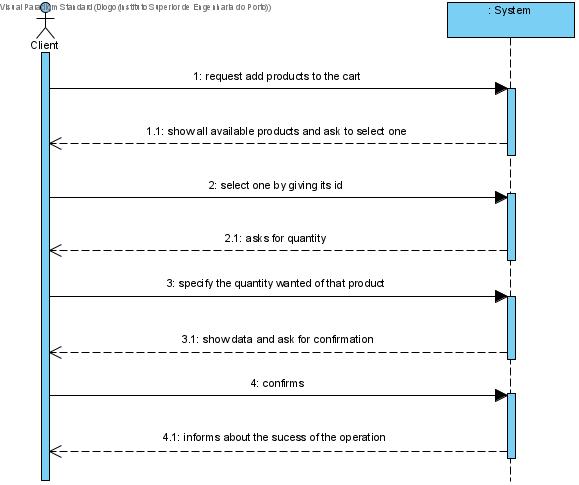 Visual Paradigm Standard (Diogo (Instituto Superior de Engenharia do Porto))
: System
Client
1: request add products to the cart
1.1: show all available products and ask to select one
2: select one by giving its id
2.1: asks for quantity
3: specify the quantity wanted of that product
3.1: show data and ask for confirmation
4: confirms
4.1: informs about the sucess of the operation